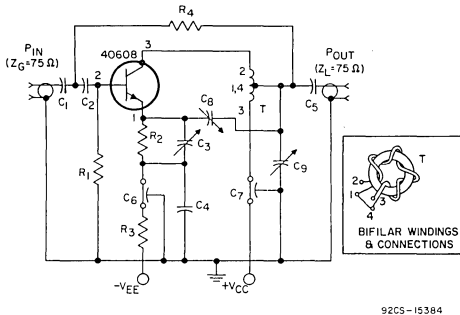 R4
PIN
(ZG=75 Ω)
40608
3
POUT
(ZL=75Ω)
C1
C2
2
2
1,4
T
3
C5
1
C8
R2
C3
C9
R1
C6
C4
C7
R3
-VEE
+VCC
T
2
1
3
4
BIFILAR WINDINGS
& CONNECTIONS
92CS-15384